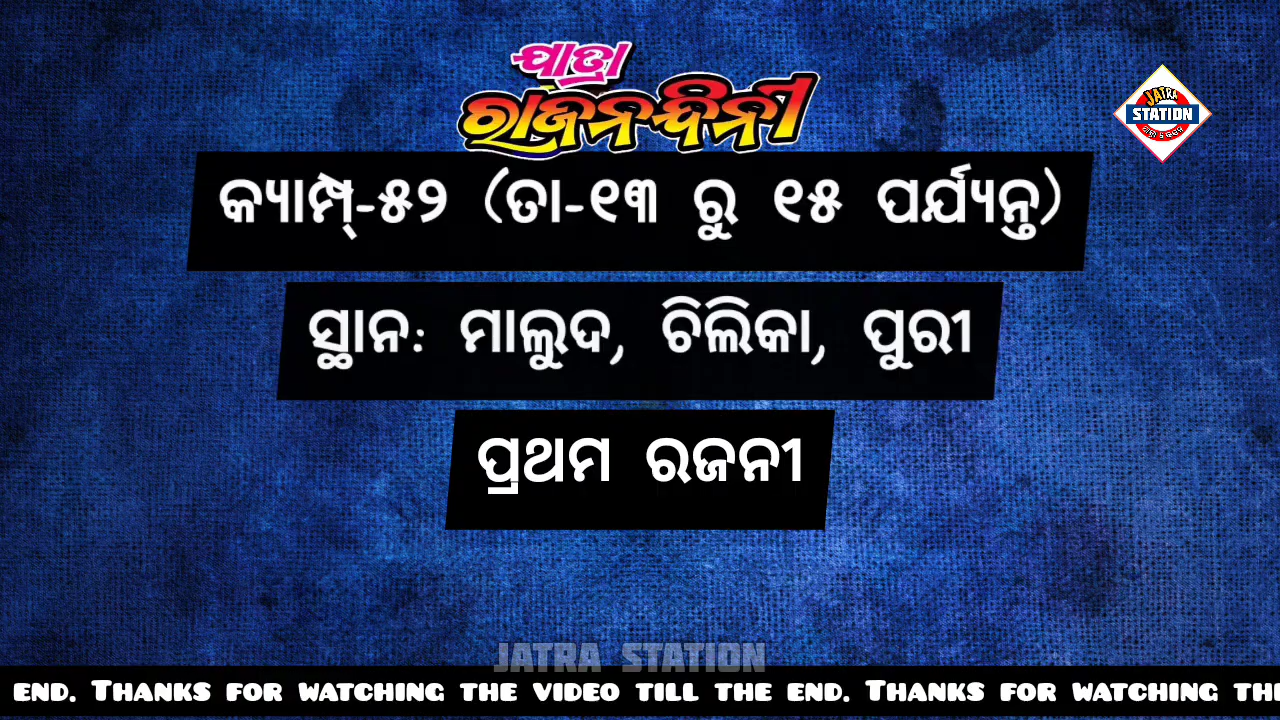 ଯାତ୍ରା
ରାଜନନ୍ଦିନୀ
JATRA
STATION
କ୍ୟାମ୍ପ୍-୫୨ (ତା-୧୩ ରୁ ୧୫ ପର୍ଯ୍ୟନ୍ତ)
ସ୍ଥାନ: ମାଲୁଦ, ଚିଲିକା, ପୁରୀ
ପ୍ରଥମ ରଜନୀ
JATRA STATION
END. THANKS FOR WATCHING THE VIDEO TILL THE END. THANKS FOR WATCHING THE